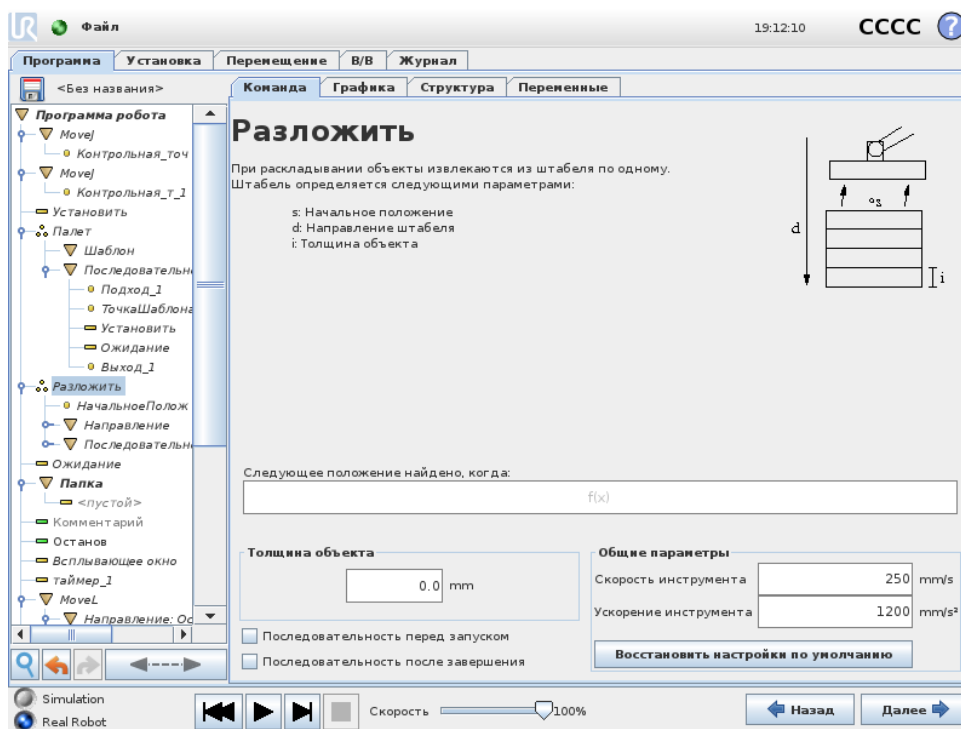 UR
Файл
19:12:10
CCCC
?
Программа
Установка
Перемещение
В/В
Журнал
<Без названия>
Команда
Графика
Структура
Переменные
Программа робота
MoveJ
Контрольная_точ
MoveJ
Контрольная_т_1
Установить
Палет
Шаблон
Последовательн
Подход_1
ТочкаШаблона
Установить
Ожидание
Выход_1
Разложить
НачальноеПолож
Направление
Последовательн
Ожидание
Папка
<пустой>
Комментарий
Останов
Всплывающее окно
таймер_1
MoveL
Направление: Ос
Разложить
При раскладывании объекты извлекаются из штабеля по одному.
Штабель определяется следующими параметрами:
s: Начальное положение
d: Направление штабеля
i: Толщина объекта
s
d
i
Следующее положение найдено, когда:
f(x)
Толщина объекта
0.0 mm
Последовательность перед запуском
Последовательность после завершения
Общие параметры
Скорость инструмента 250 mm/s
Ускорение инструмента 1200 mm/s²
Восстановить настройки по умолчанию
Simulation
Real Robot
Скорость 100%
Назад
Далее